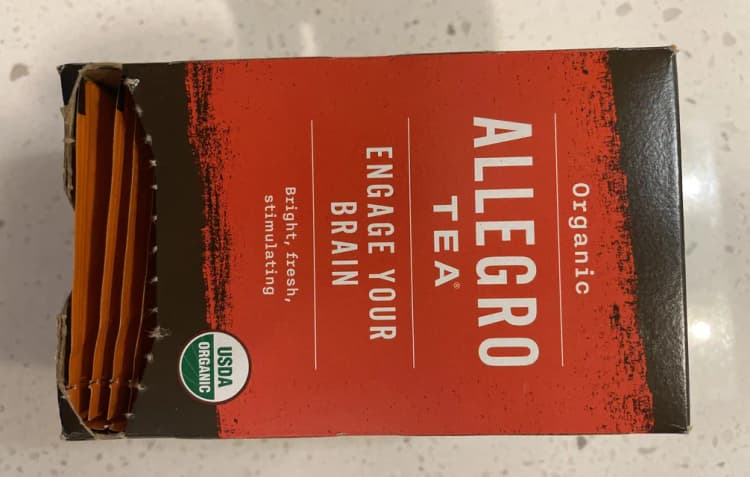 Organic
ALLEGRO
TEA®
ENGAGE YOUR
BRAIN
Bright, fresh,
stimulating
USDA
ORGANIC